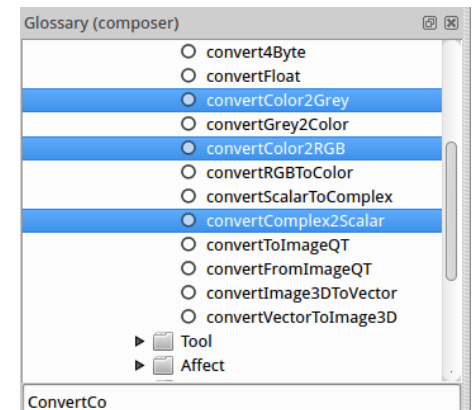 Glossary (composer)
convert4Byte
convertFloat
convertColor2Grey
convertGrey2Color
convertColor2RGB
convertRGBToColor
convertScalarToComplex
convertComplex2Scalar
convertToImageQT
convertFromImageQT
convertImage3DToVector
convertVectorToImage3D
Tool
Affect
ConvertCo